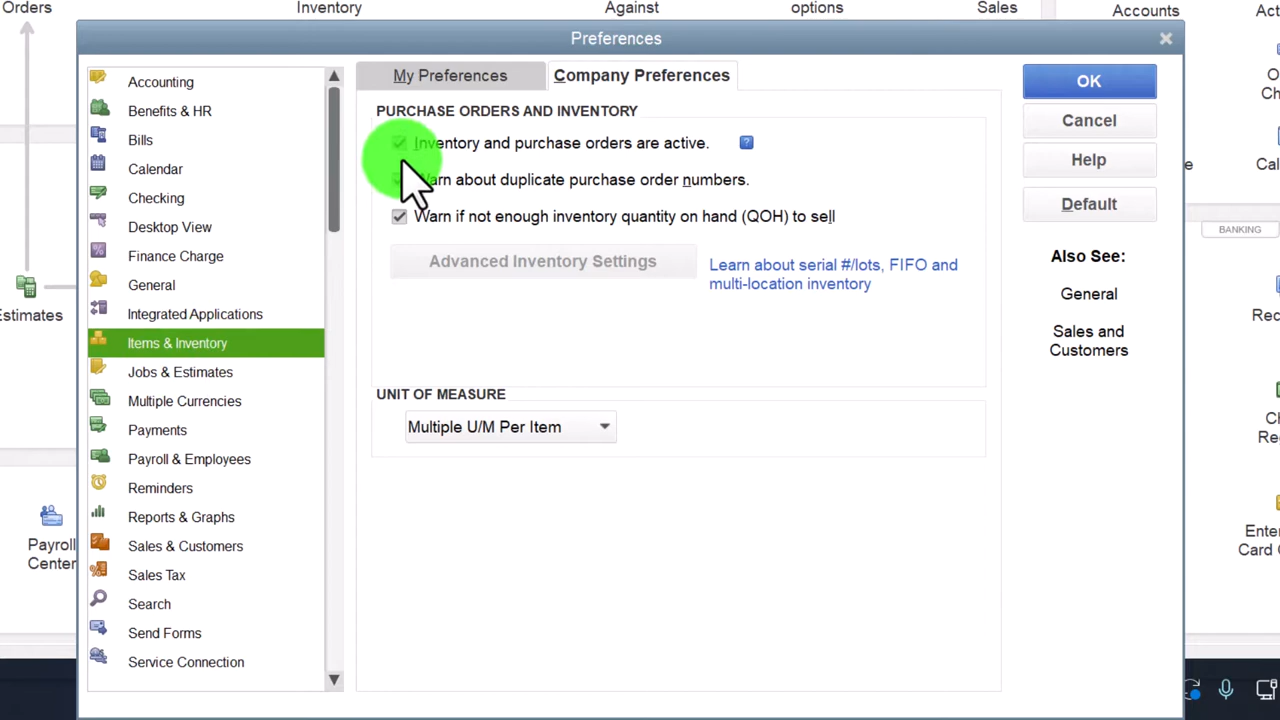 Orders
Inventory
Against
options
Sales
Accounts
Preferences
Accounting
Benefits & HR
Bills
Calendar
Checking
Desktop View
Finance Charge
General
Integrated Applications
Items & Inventory
Jobs & Estimates
Multiple Currencies
Payments
Payroll & Employees
Reminders
Reports & Graphs
Sales & Customers
Sales Tax
Search
Send Forms
Service Connection
My Preferences
Company Preferences
PURCHASE ORDERS AND INVENTORY
Inventory and purchase orders are active.
?
about duplicate purchase order numbers.
Warn if not enough inventory quantity on hand (QOH) to sell
Advanced Inventory Settings
Learn about serial #/lots, FIFO and
multi-location inventory
UNIT OF MEASURE
Multiple U/M Per Item
OK
Cancel
Help
Default
Also See:
General
Sales and
Customers
Estimates
Payroll
Center
BANKING
Rec
Ch
Reg
Enter
Card C